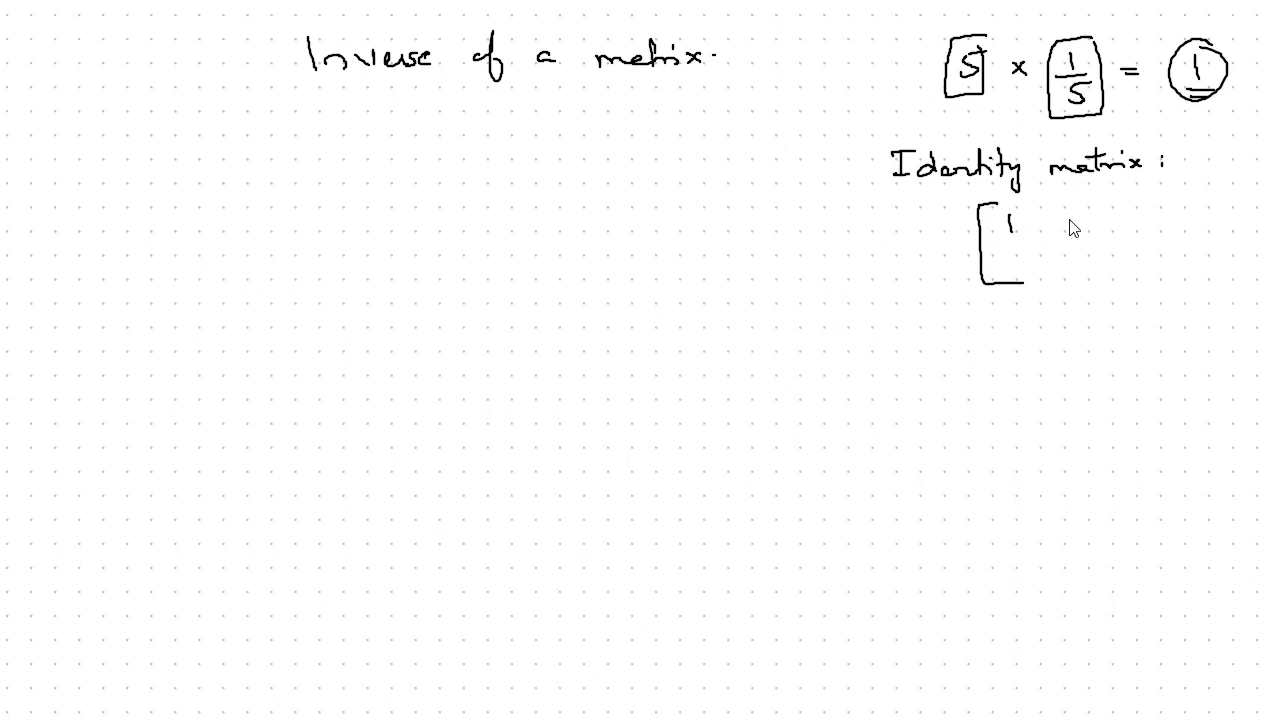 Inverse of a matrix.
5 × 1/5 = 1
Identity matrix :
[ 1